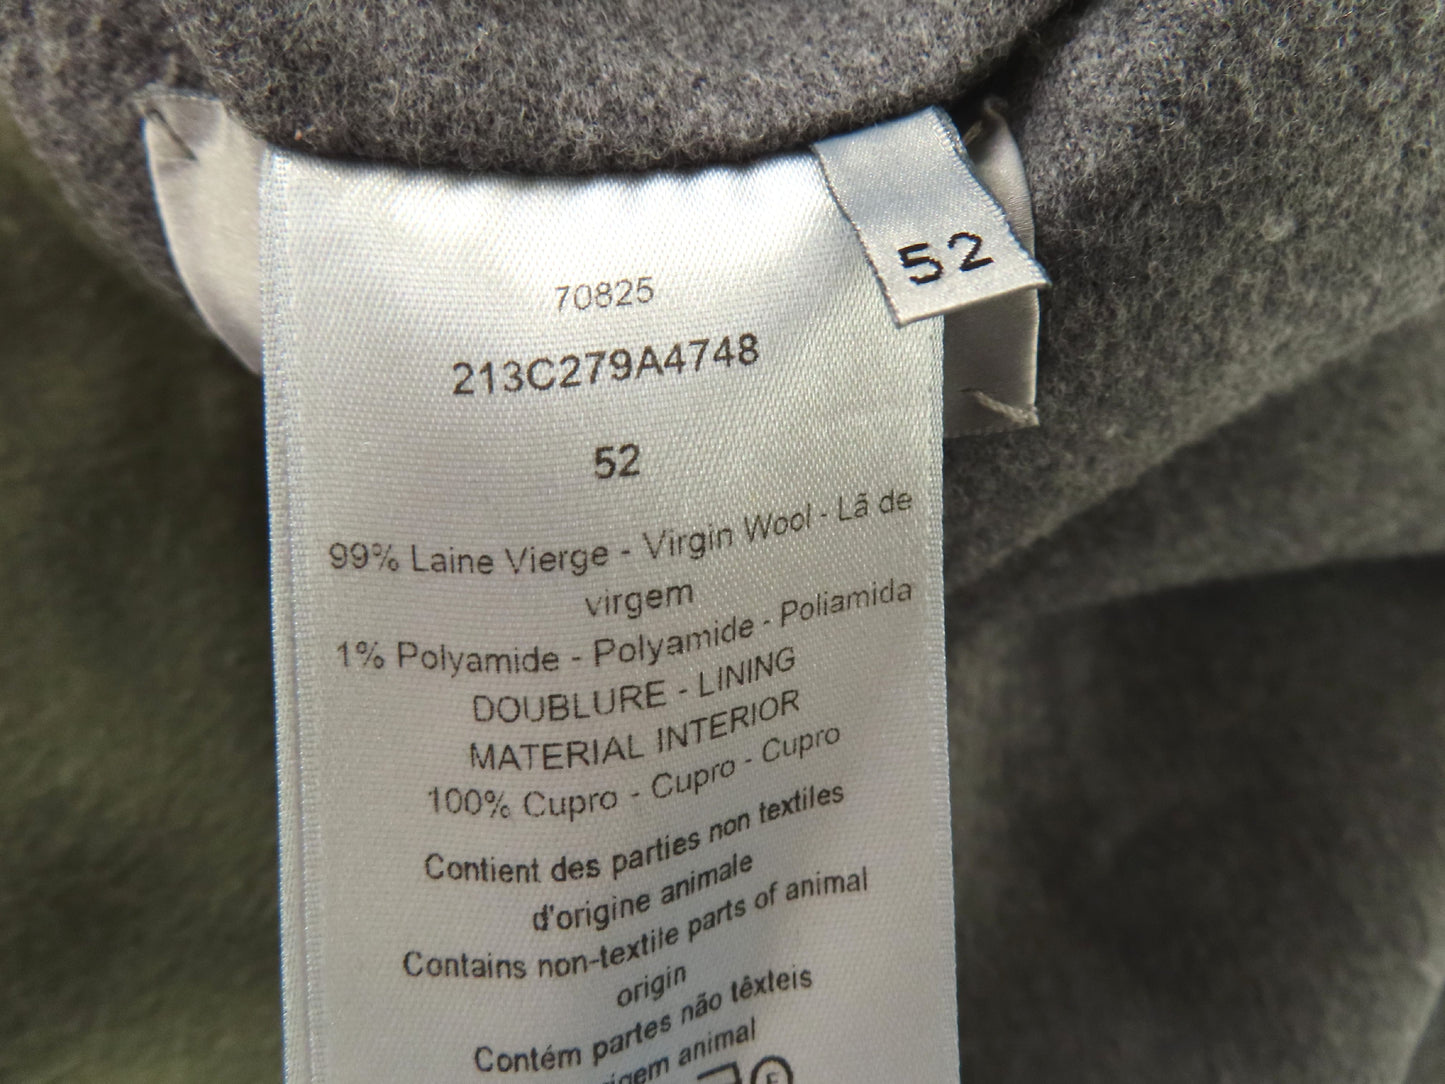 52
70825
213C279A4748
52
99% Laine Vierge - Virgin Wool - Lã de
virgem
1% Polyamide - Polyamide - Poliamida
DOUBLURE - LINING
MATERIAL INTERIOR
100% Cupro - Cupro - Cupro
Contient des parties non textiles
d'origine animale
Contains non-textile parts of animal
origin
Contém partes não têxteis
animal